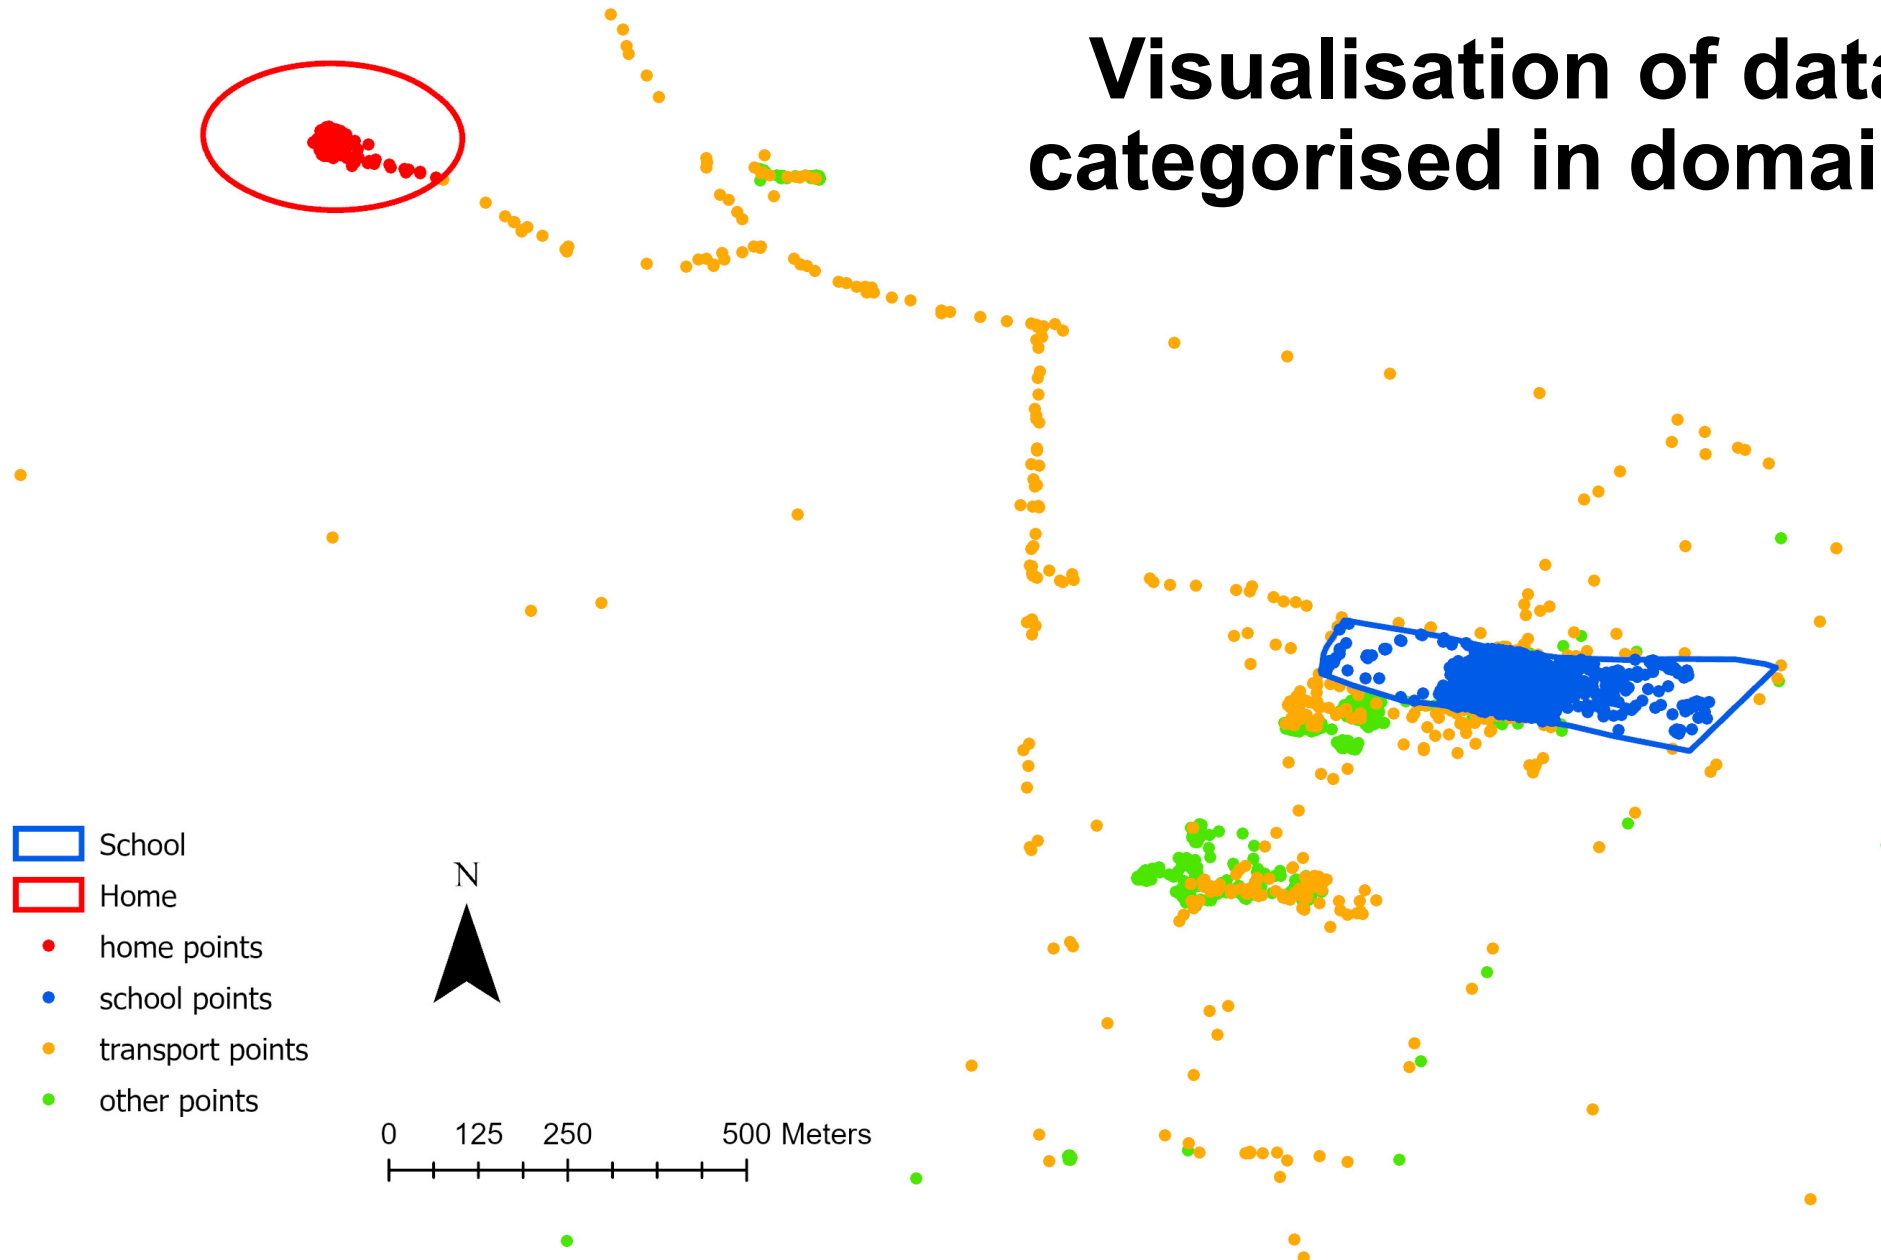 Visualisation of data
categorised in domai
School
Home
home points
school points
transport points
other points
N
0 125 250 500 Meters